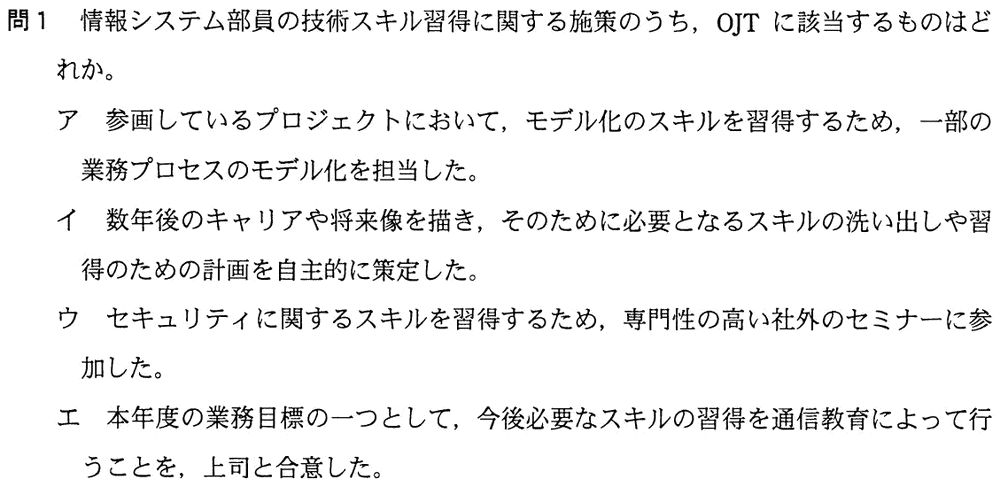 問1 情報システム部員の技術スキル習得に関する施策のうち，OJT に該当するものはど
れか。
ア 参画しているプロジェクトにおいて，モデル化のスキルを習得するため，一部の
業務プロセスのモデル化を担当した。
イ 数年後のキャリアや将来像を描き，そのために必要となるスキルの洗い出しや習
得のための計画を自主的に策定した。
ウ セキュリティに関するスキルを習得するため，専門性の高い社外のセミナーに参
加した。
エ 本年度の業務目標の一つとして，今後必要なスキルの習得を通信教育によって行
うことを，上司と合意した。